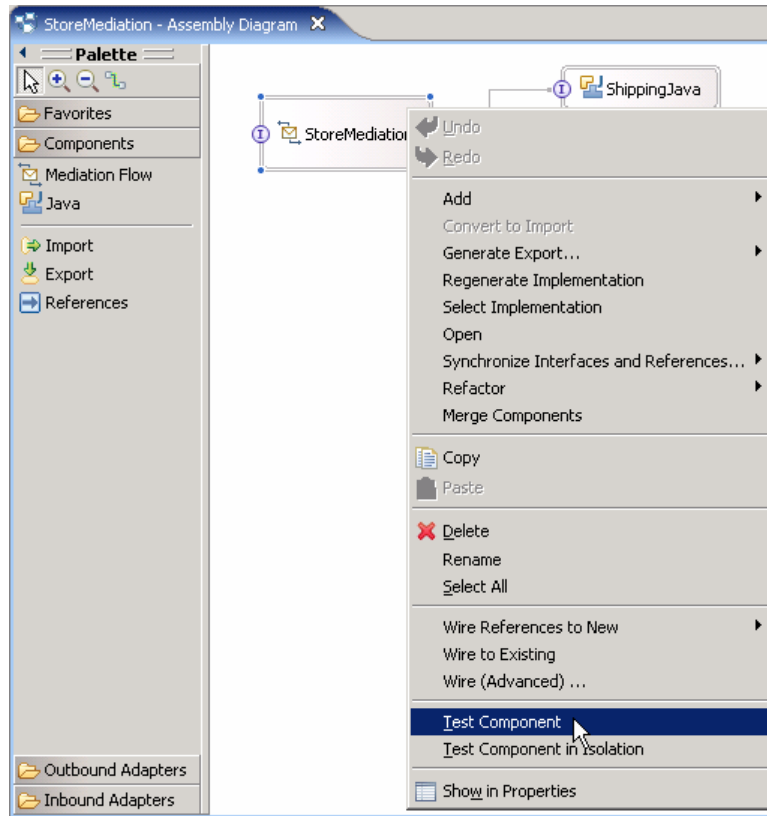 StoreMediation - Assembly Diagram
Palette
Favorites
Components
Mediation Flow
Java
Import
Export
References
Outbound Adapters
Inbound Adapters
StoreMediation
ShippingJava
Undo
Redo
Add
Convert to Import
Generate Export...
Regenerate Implementation
Select Implementation
Open
Synchronize Interfaces and References...
Refactor
Merge Components
Copy
Paste
Delete
Rename
Select All
Wire References to New
Wire to Existing
Wire (Advanced) ...
Test Component
Test Component in Isolation
Show in Properties